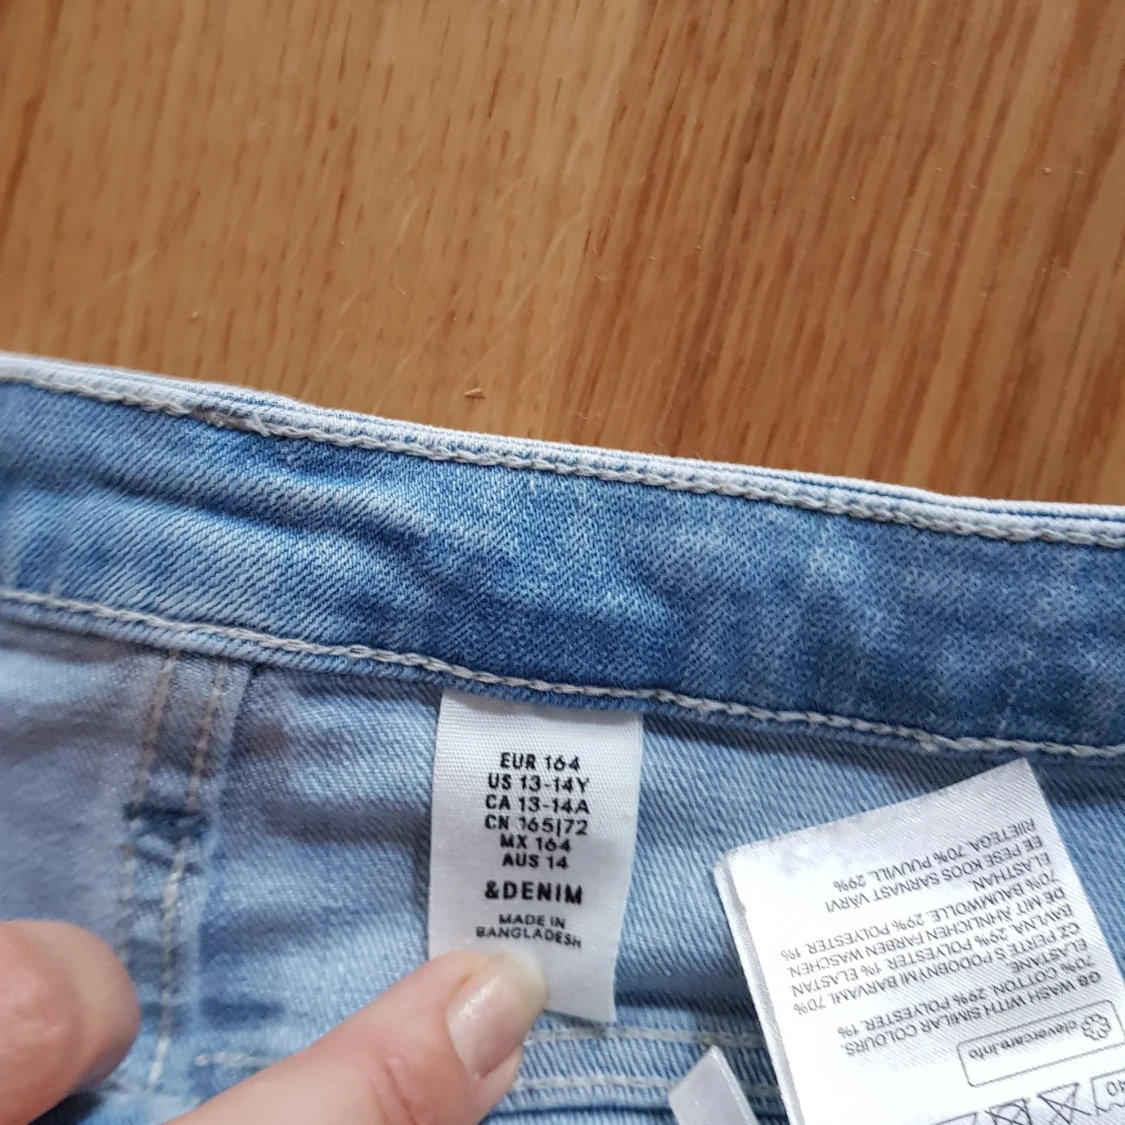 EUR 164
US 13-14Y
CA 13-14A
CN 165|72
MX 164
AUS 14
&DENIM
MADE IN
BANGLADESH
40
clevercare.info
GB WASH WITH SIMILAR COLOURS.
70% COTTON, 29% POLYESTER, 1%
ELASTANE
CZ PERTE S PODOBNÝMI BARVAMI. 70%
BAVLNA, 29% POLYESTER, 1% ELASTAN
DE MIT ÄHNLICHEN FARBEN WASCHEN.
70% BAUMWOLLE, 29% POLYESTER, 1%
ELASTHAN.
EE PESE KOOS SARNAST VÄRVI
RIIETEGA. 70% PUUVILL, 29%